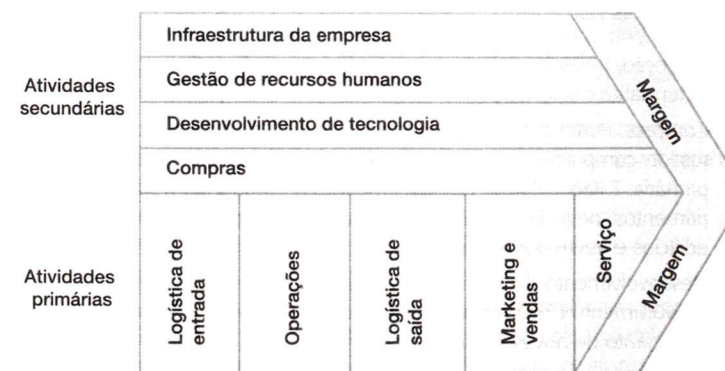 Infraestrutura da empresa
Gestão de recursos humanos
Desenvolvimento de tecnologia
Compras
Atividades
secundárias
Margem
Atividades
primárias
Logística de
entrada
Operações
Logística de
saída
Marketing e
vendas
Serviço
Margem